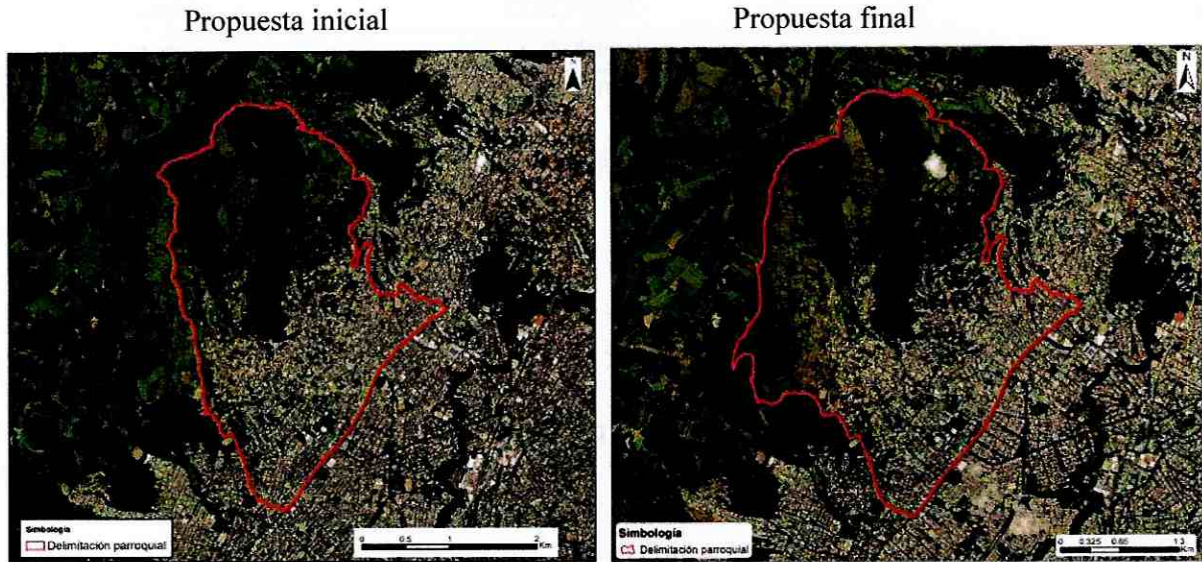 Propuesta inicial
Propuesta final
N
Simbología
Delimitación parroquial
0 0.5 1 2
Km
N
Simbología
Delimitación parroquial
0 0.325 0.65 1.3
Km